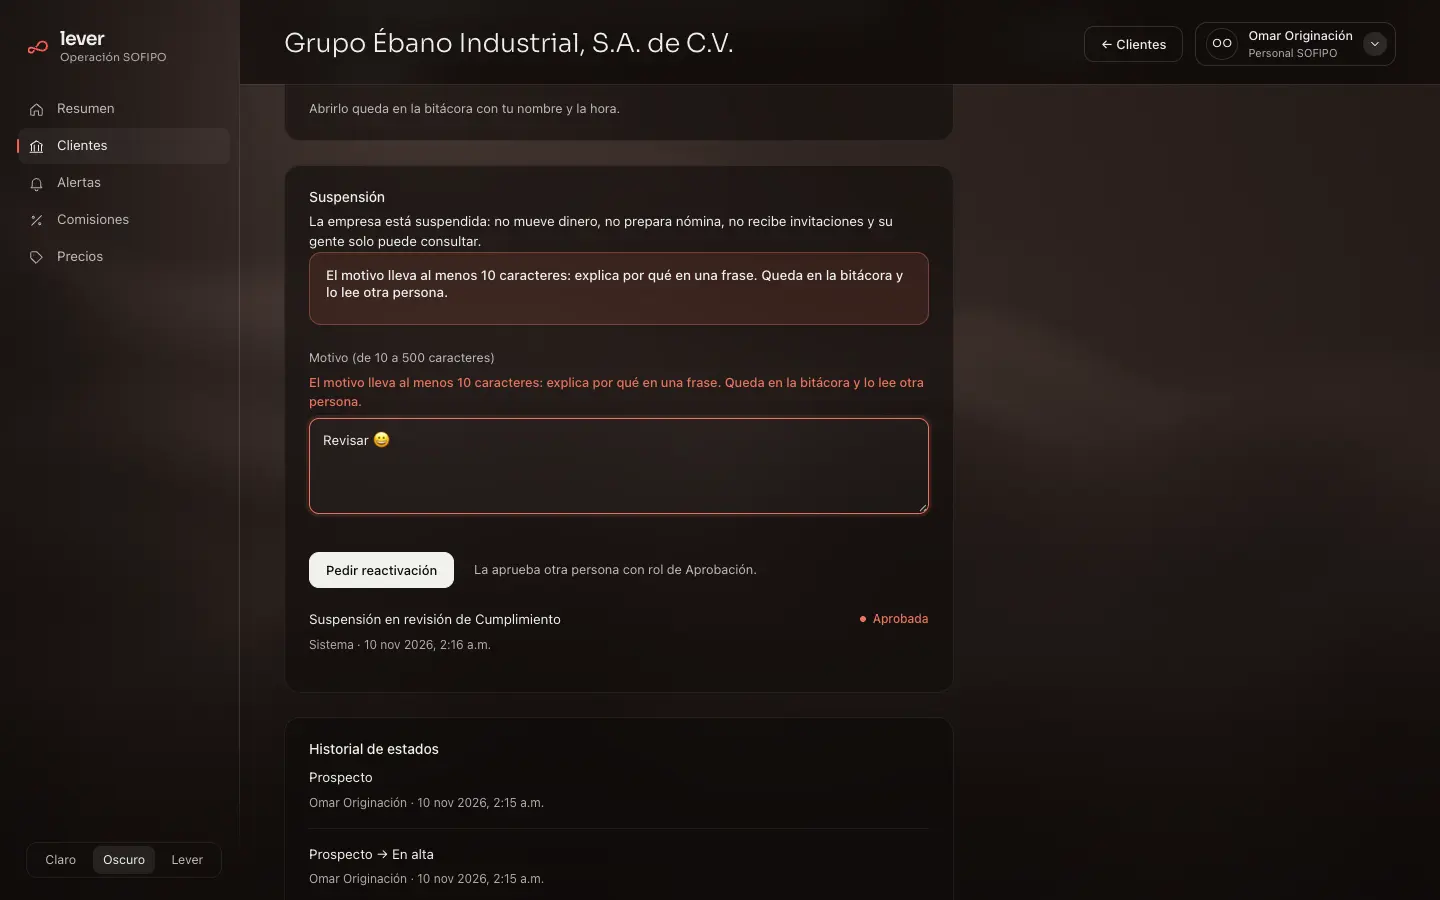 lever
Operación SOFIPO
Resumen
Clientes
Alertas
Comisiones
Precios
Claro
Oscuro
Lever
Grupo Ébano Industrial, S.A. de C.V.
← Clientes
OO
Omar Originación
Personal SOFIPO
Abrirlo queda en la bitácora con tu nombre y la hora.
Suspensión
La empresa está suspendida: no mueve dinero, no prepara nómina, no recibe invitaciones y su
gente solo puede consultar.
El motivo lleva al menos 10 caracteres: explica por qué en una frase. Queda en la bitácora y
lo lee otra persona.
Motivo (de 10 a 500 caracteres)
El motivo lleva al menos 10 caracteres: explica por qué en una frase. Queda en la bitácora y lo lee otra
persona.
Revisar 😀
Pedir reactivación
La aprueba otra persona con rol de Aprobación.
Suspensión en revisión de Cumplimiento
Aprobada
Sistema · 10 nov 2026, 2:16 a.m.
Historial de estados
Prospecto
Omar Originación · 10 nov 2026, 2:15 a.m.
Prospecto → En alta
Omar Originación · 10 nov 2026, 2:15 a.m.